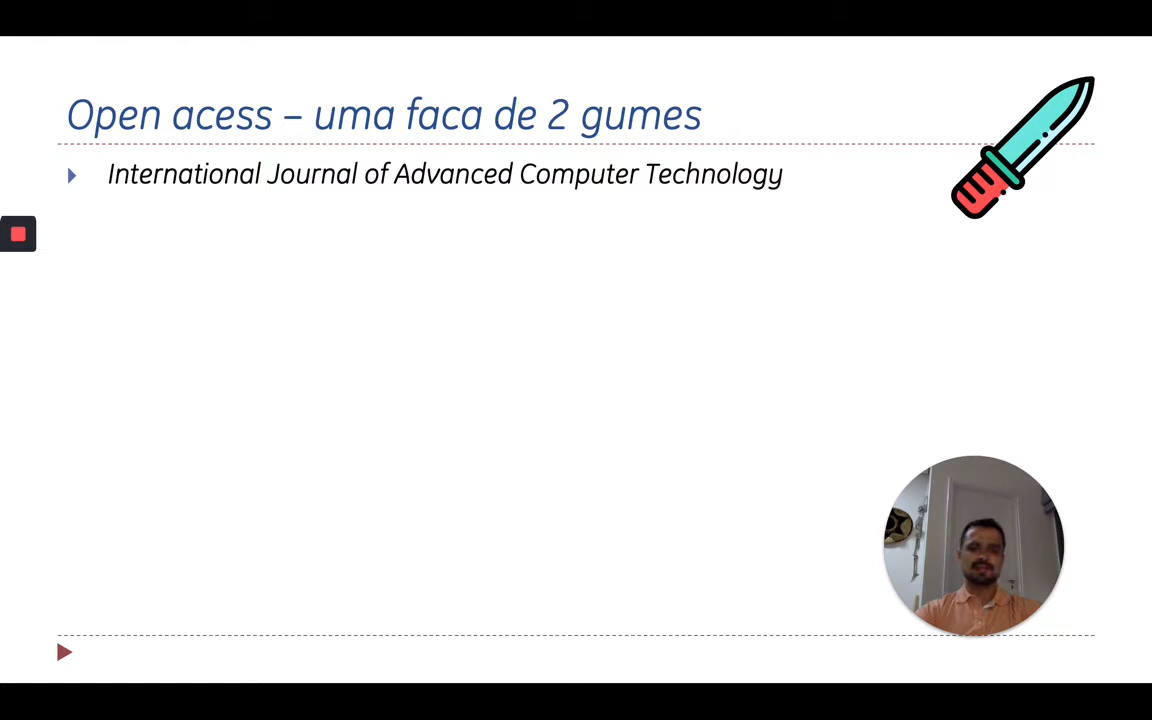 Open acess – uma faca de 2 gumes
International Journal of Advanced Computer Technology